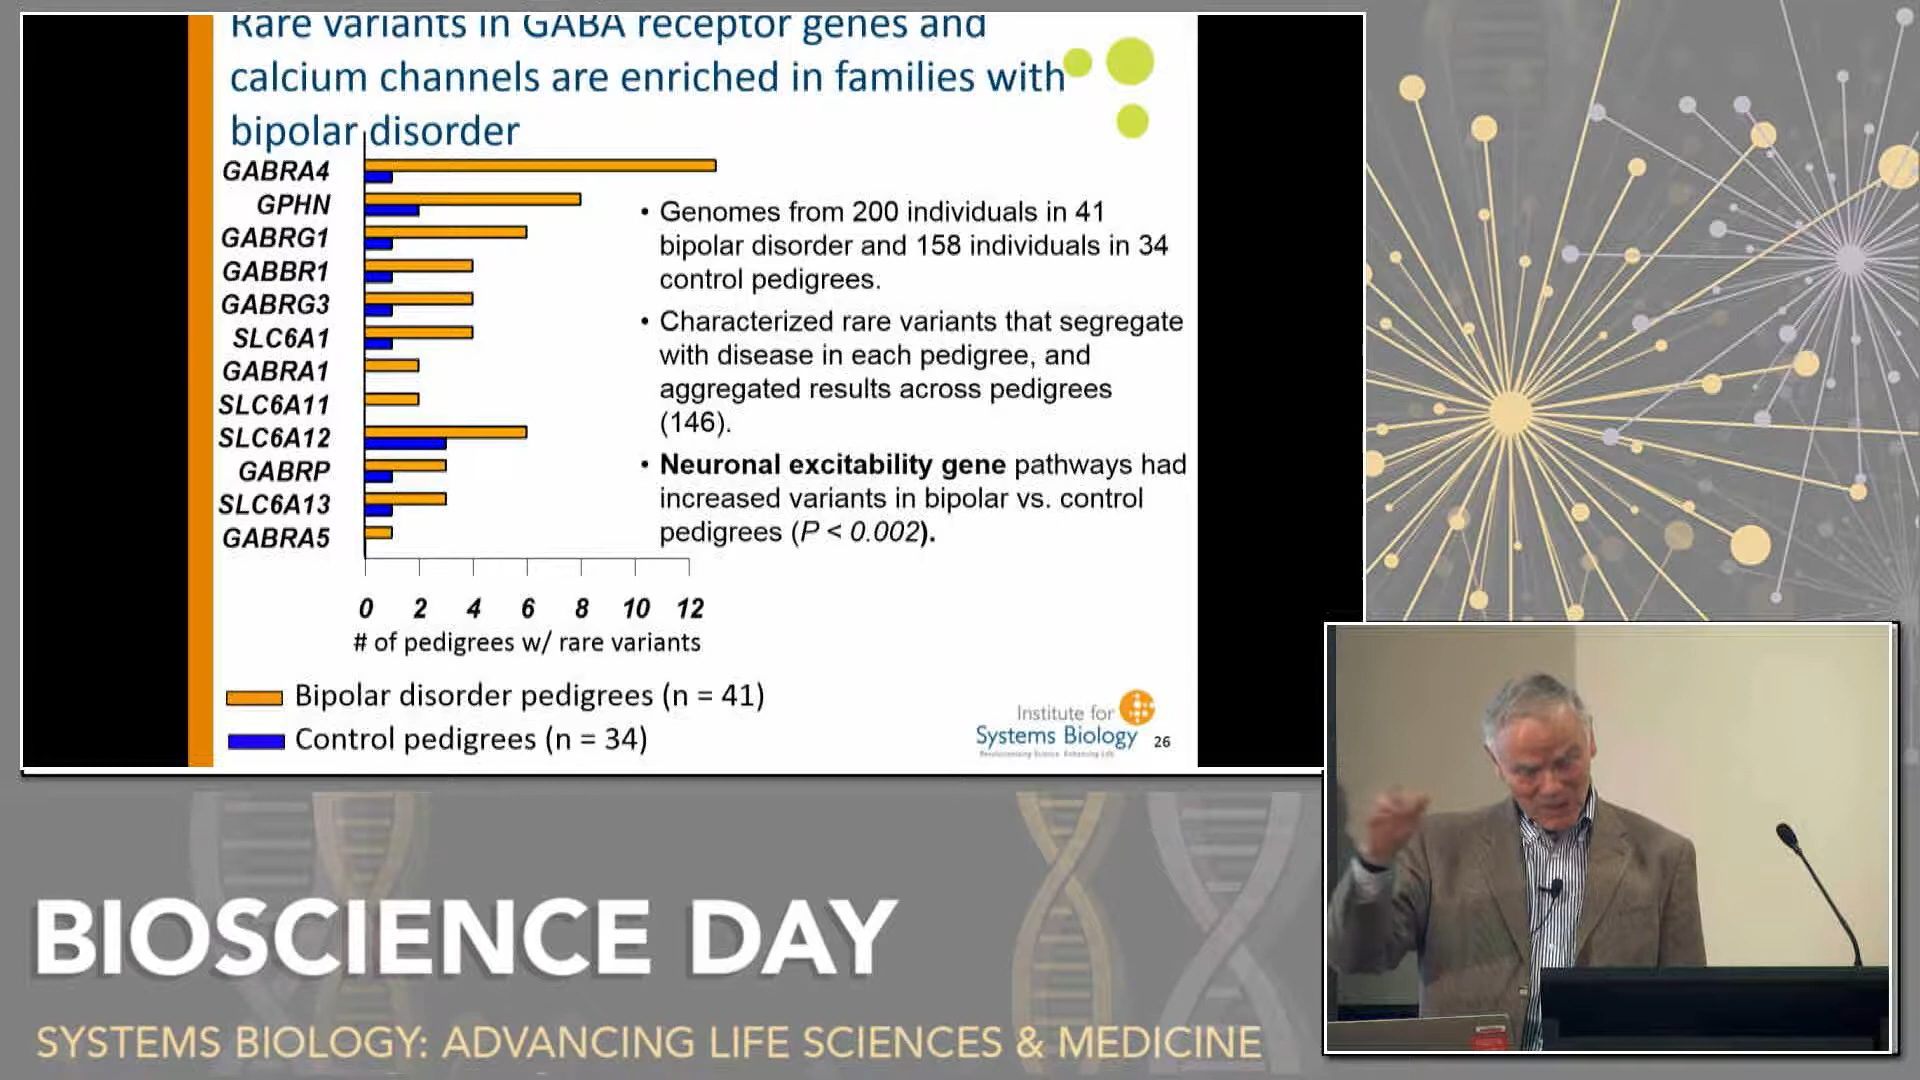 Rare variants in GABA receptor genes and
calcium channels are enriched in families with
bipolar disorder
GABRA4
GPHN
GABRG1
GABBR1
GABRG3
SLC6A1
GABRA1
SLC6A11
SLC6A12
GABRP
SLC6A13
GABRA5
0 2 4 6 8 10 12
# of pedigrees w/ rare variants
Bipolar disorder pedigrees (n = 41)
Control pedigrees (n = 34)
• Genomes from 200 individuals in 41
bipolar disorder and 158 individuals in 34
control pedigrees.
• Characterized rare variants that segregate
with disease in each pedigree, and
aggregated results across pedigrees
(146).
• Neuronal excitability gene pathways had
increased variants in bipolar vs. control
pedigrees (P < 0.002).
Institute for
Systems Biology
Revolutionizing Science. Enhancing Life.
26
BIOSCIENCE DAY
SYSTEMS BIOLOGY: ADVANCING LIFE SCIENCES & MEDICINE